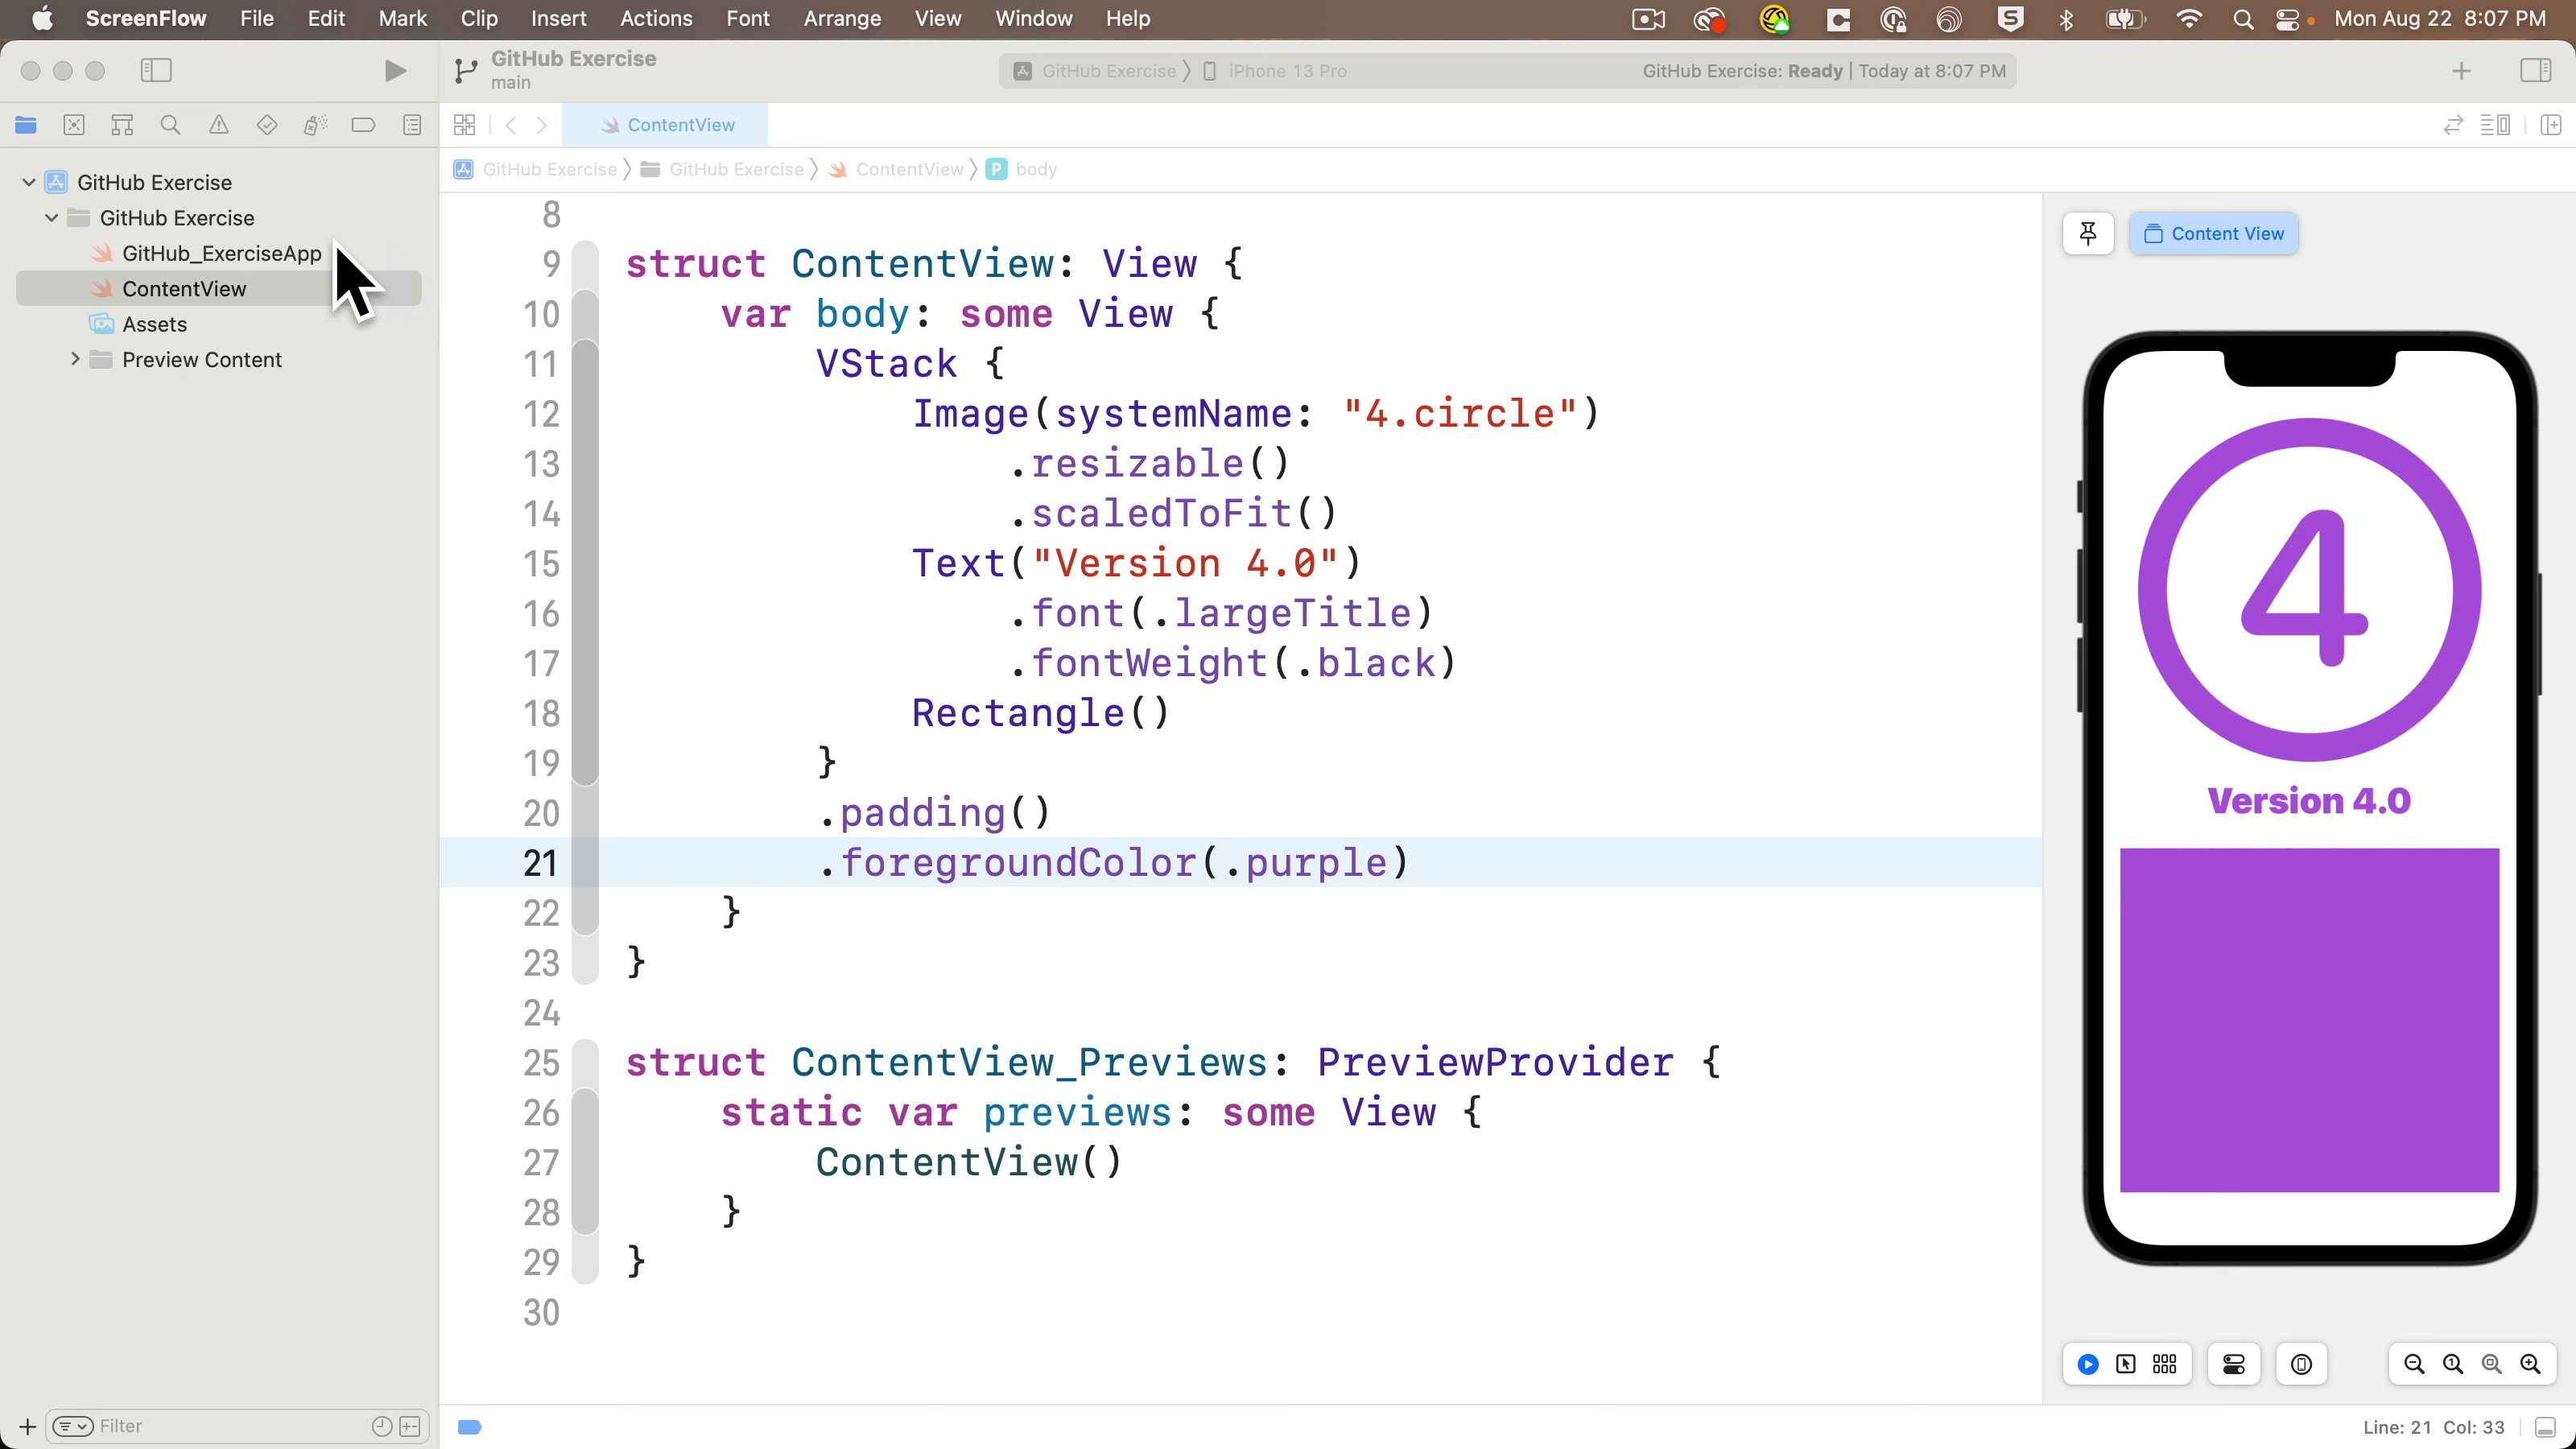 ScreenFlow File Edit Mark Clip Insert Actions Font Arrange View Window Help Mon Aug 22 8:07 PM
GitHub Exercise
main
GitHub Exercise iPhone 13 Pro GitHub Exercise: Ready | Today at 8:07 PM
ContentView
GitHub Exercise GitHub Exercise ContentView P body
GitHub Exercise
GitHub Exercise
GitHub_ExerciseApp
ContentView
Assets
Preview Content
8
9 struct ContentView: View {
10 var body: some View {
11 VStack {
12 Image(systemName: "4.circle")
13 .resizable()
14 .scaledToFit()
15 Text("Version 4.0")
16 .font(.largeTitle)
17 .fontWeight(.black)
18 Rectangle()
19 }
20 .padding()
21 .foregroundColor(.purple)
22 }
23 }
24
25 struct ContentView_Previews: PreviewProvider {
26 static var previews: some View {
27 ContentView()
28 }
29 }
30
Content View
4
Version 4.0
Filter
Line: 21 Col: 33